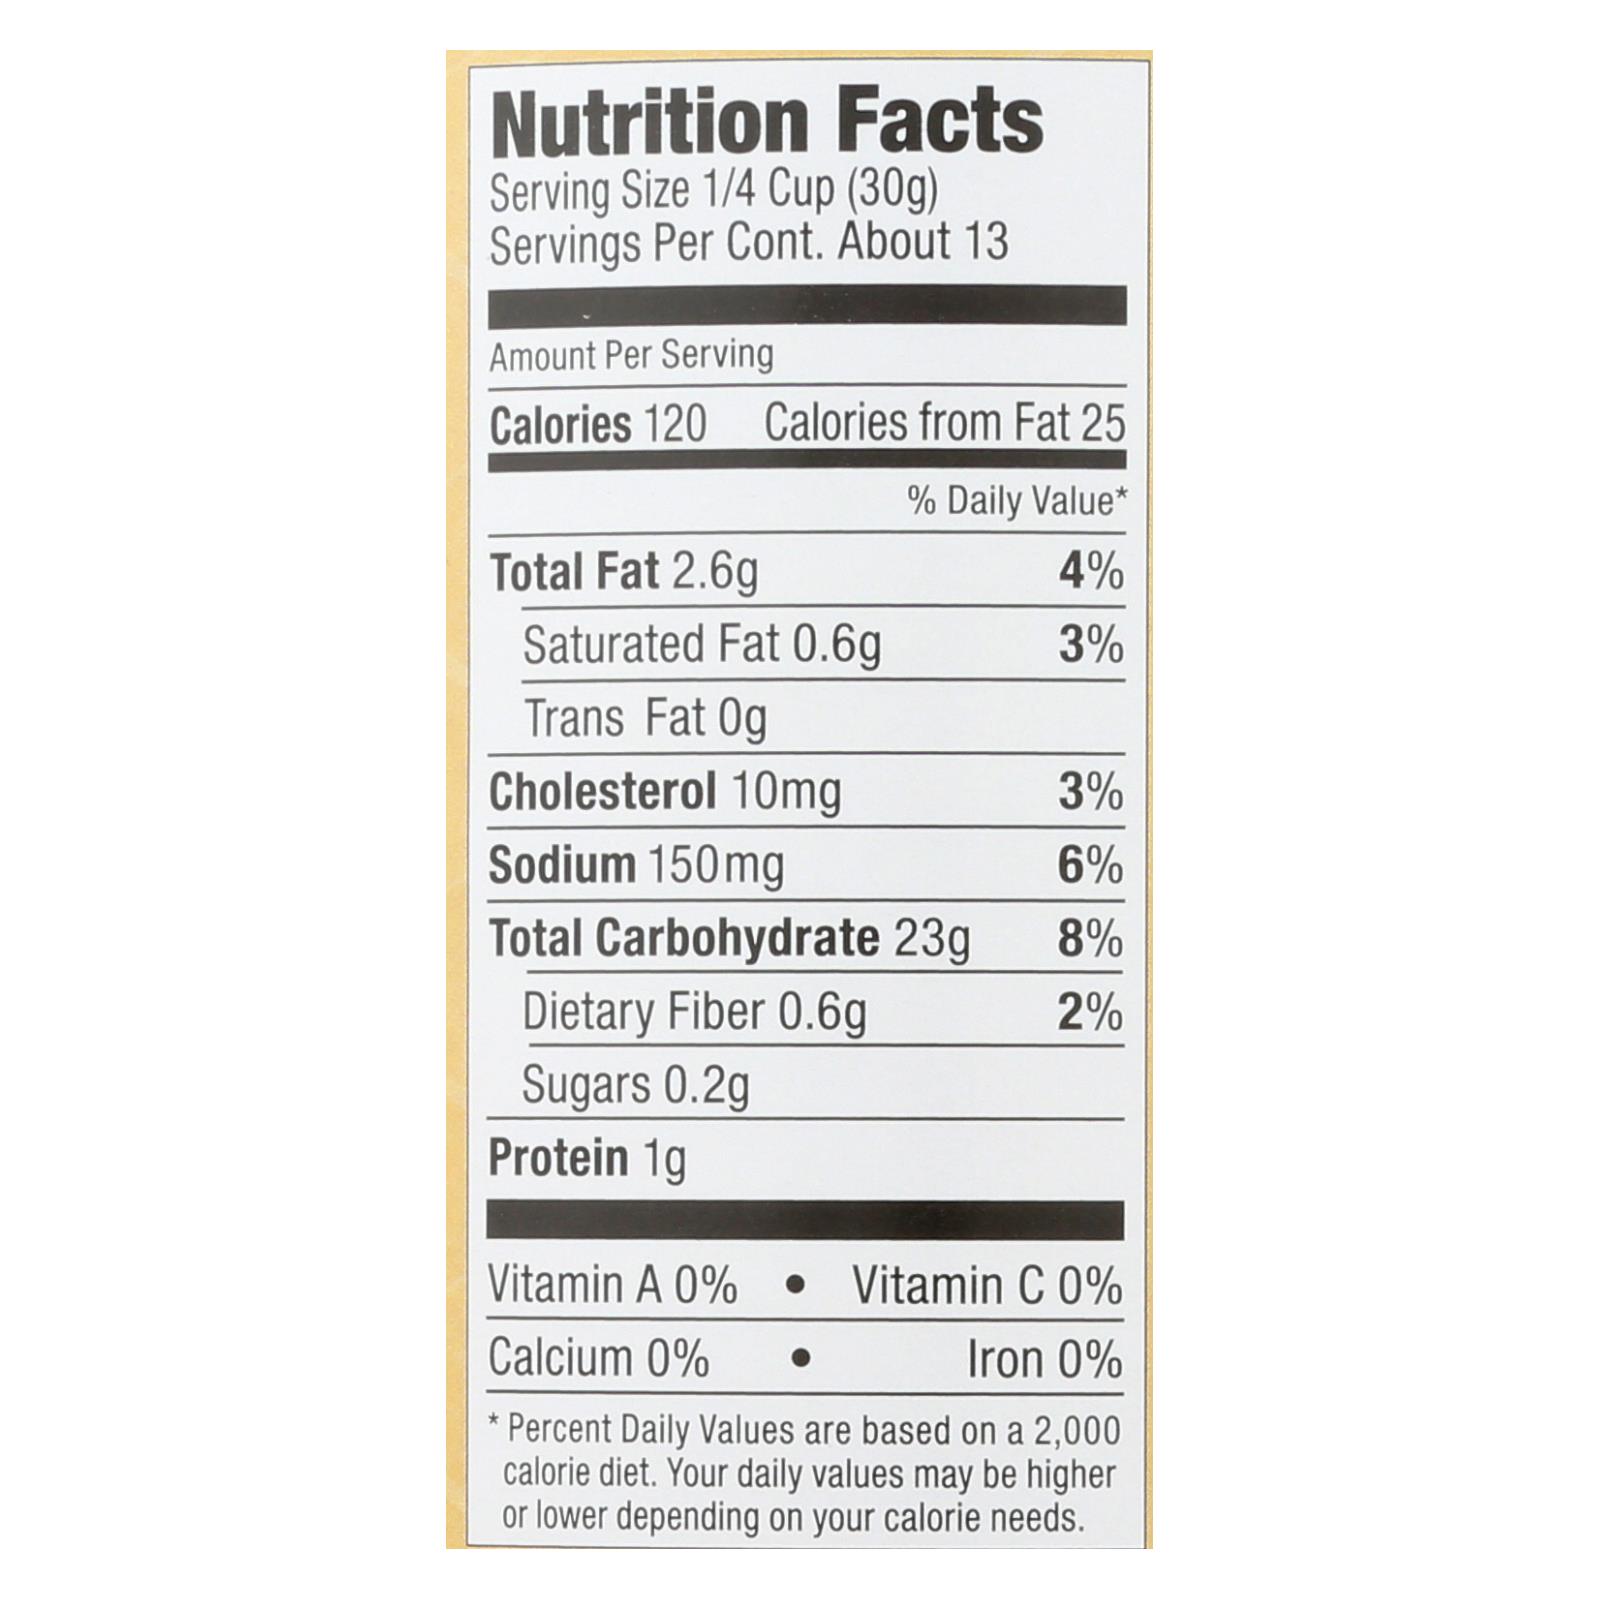 Nutrition Facts
Serving Size 1/4 Cup (30g)
Servings Per Cont. About 13
Amount Per Serving
Calories 120 Calories from Fat 25
% Daily Value*
Total Fat 2.6g 4%
Saturated Fat 0.6g 3%
Trans Fat 0g
Cholesterol 10mg 3%
Sodium 150mg 6%
Total Carbohydrate 23g 8%
Dietary Fiber 0.6g 2%
Sugars 0.2g
Protein 1g
Vitamin A 0% • Vitamin C 0%
Calcium 0% • Iron 0%
* Percent Daily Values are based on a 2,000
calorie diet. Your daily values may be higher
or lower depending on your calorie needs.